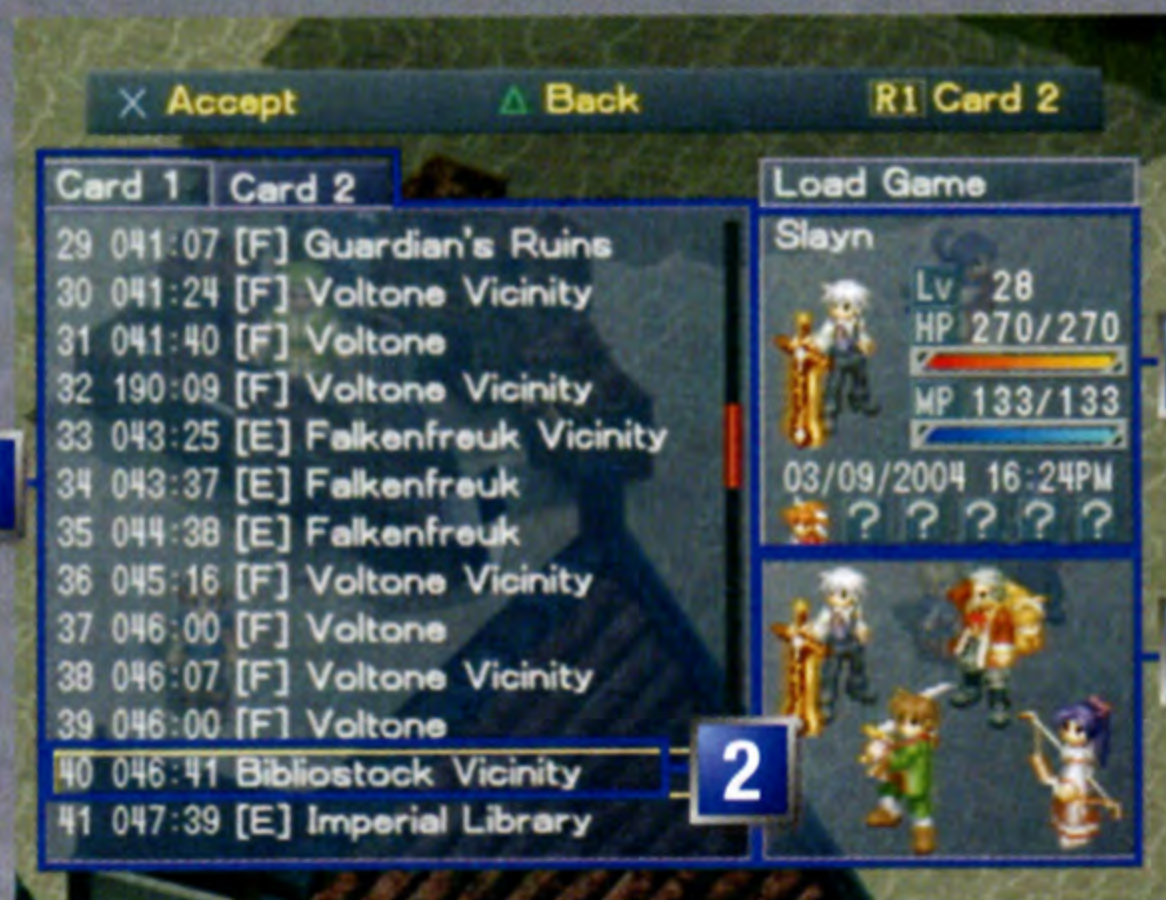 X Accept △ Back R1 Card 2
Card 1 Card 2
29 041:07 [F] Guardian's Ruins
30 041:24 [F] Voltone Vicinity
31 041:40 [F] Voltone
32 190:09 [F] Voltone Vicinity
33 043:25 [E] Falkenfreuk Vicinity
34 043:37 [E] Falkenfreuk
35 044:38 [E] Falkenfreuk
36 045:16 [F] Voltone Vicinity
37 046:00 [F] Voltone
38 046:07 [F] Voltone Vicinity
39 046:00 [F] Voltone
40 046:41 Bibliostock Vicinity
41 047:39 [E] Imperial Library
2
Load Game
Slayn
Lv 28
HP 270/270
MP 133/133
03/09/2004 16:24PM
? ? ? ? ?